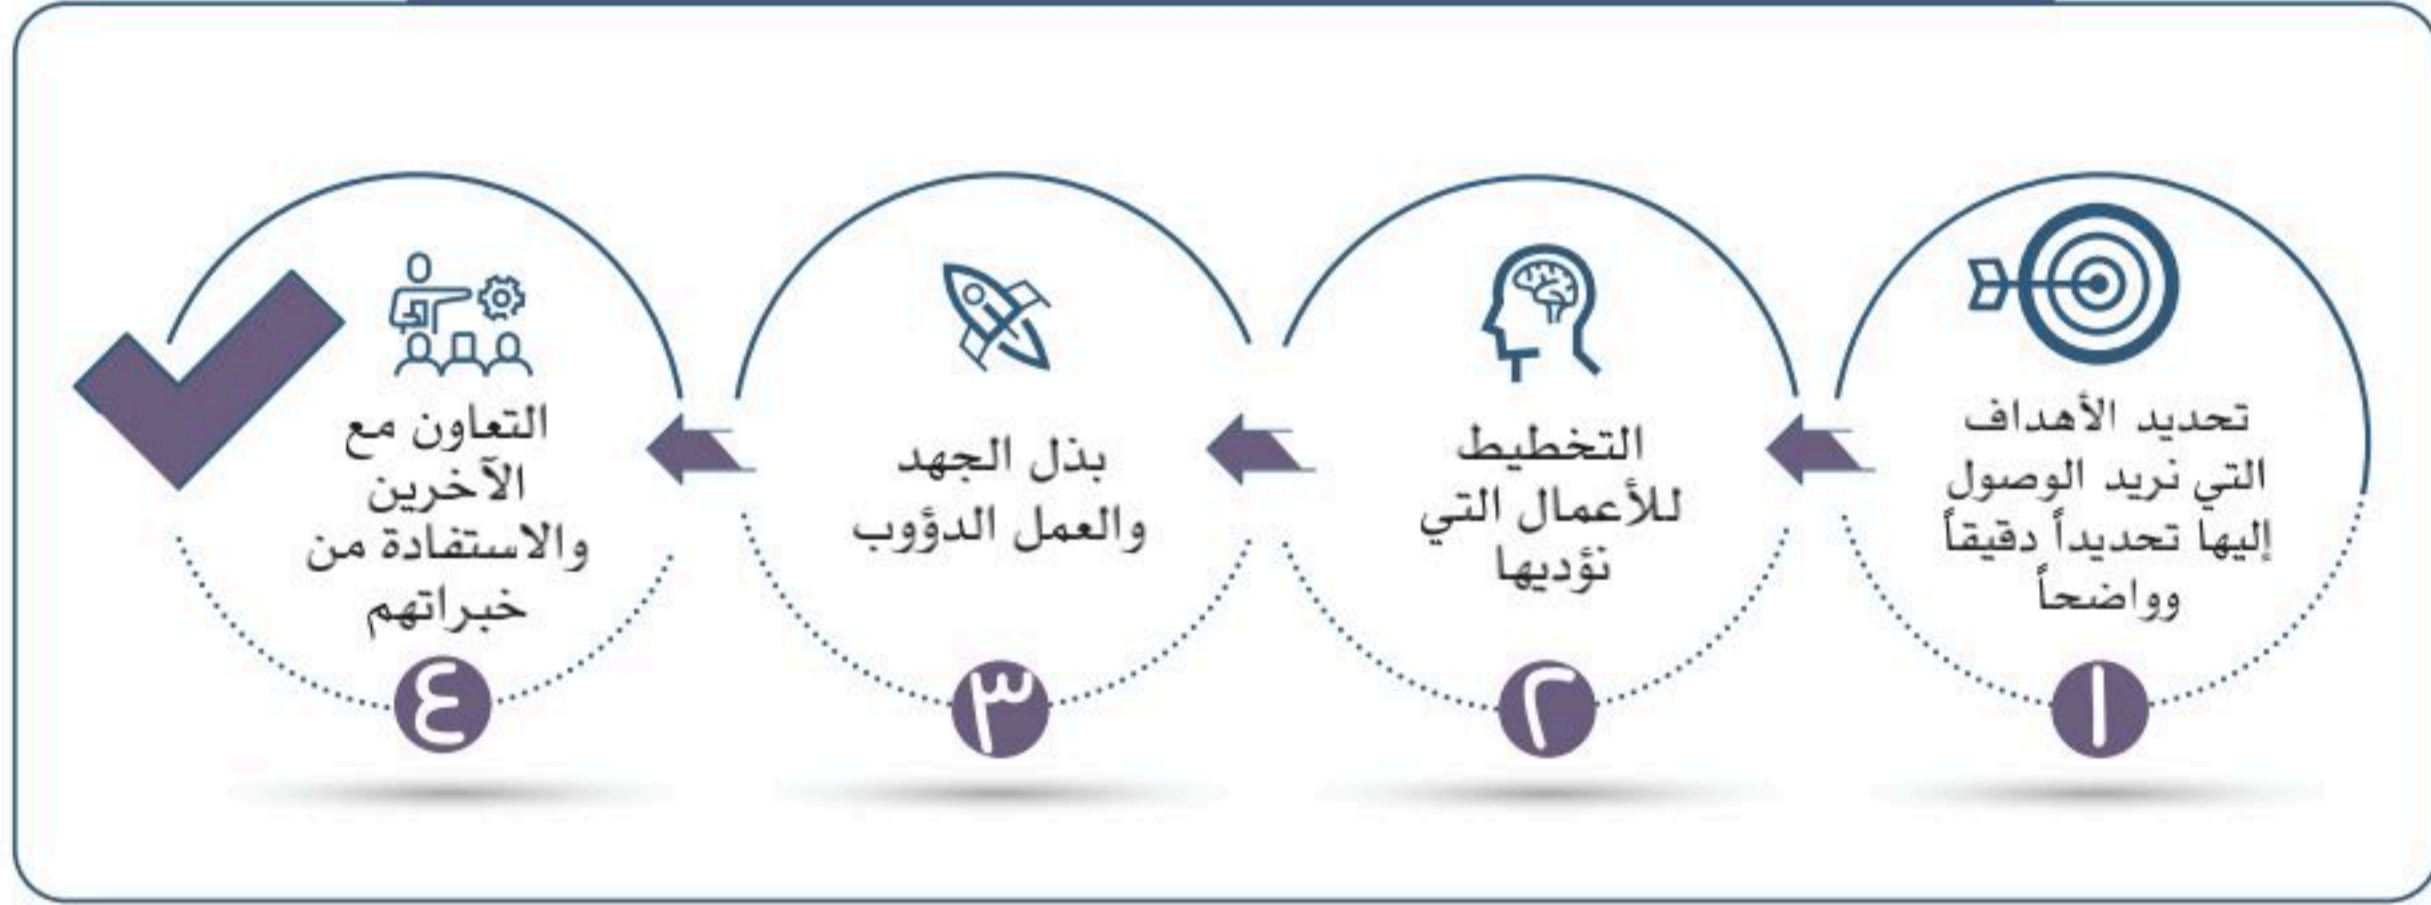 تحديد الأهداف
التي نريد الوصول
إليها تحديداً دقيقاً
وواضحاً
١
التخطيط
للأعمال التي
نؤديها
٢
بذل الجهد
والعمل الدؤوب
٣
التعاون مع
الآخرين
والاستفادة من
خبراتهم
٤